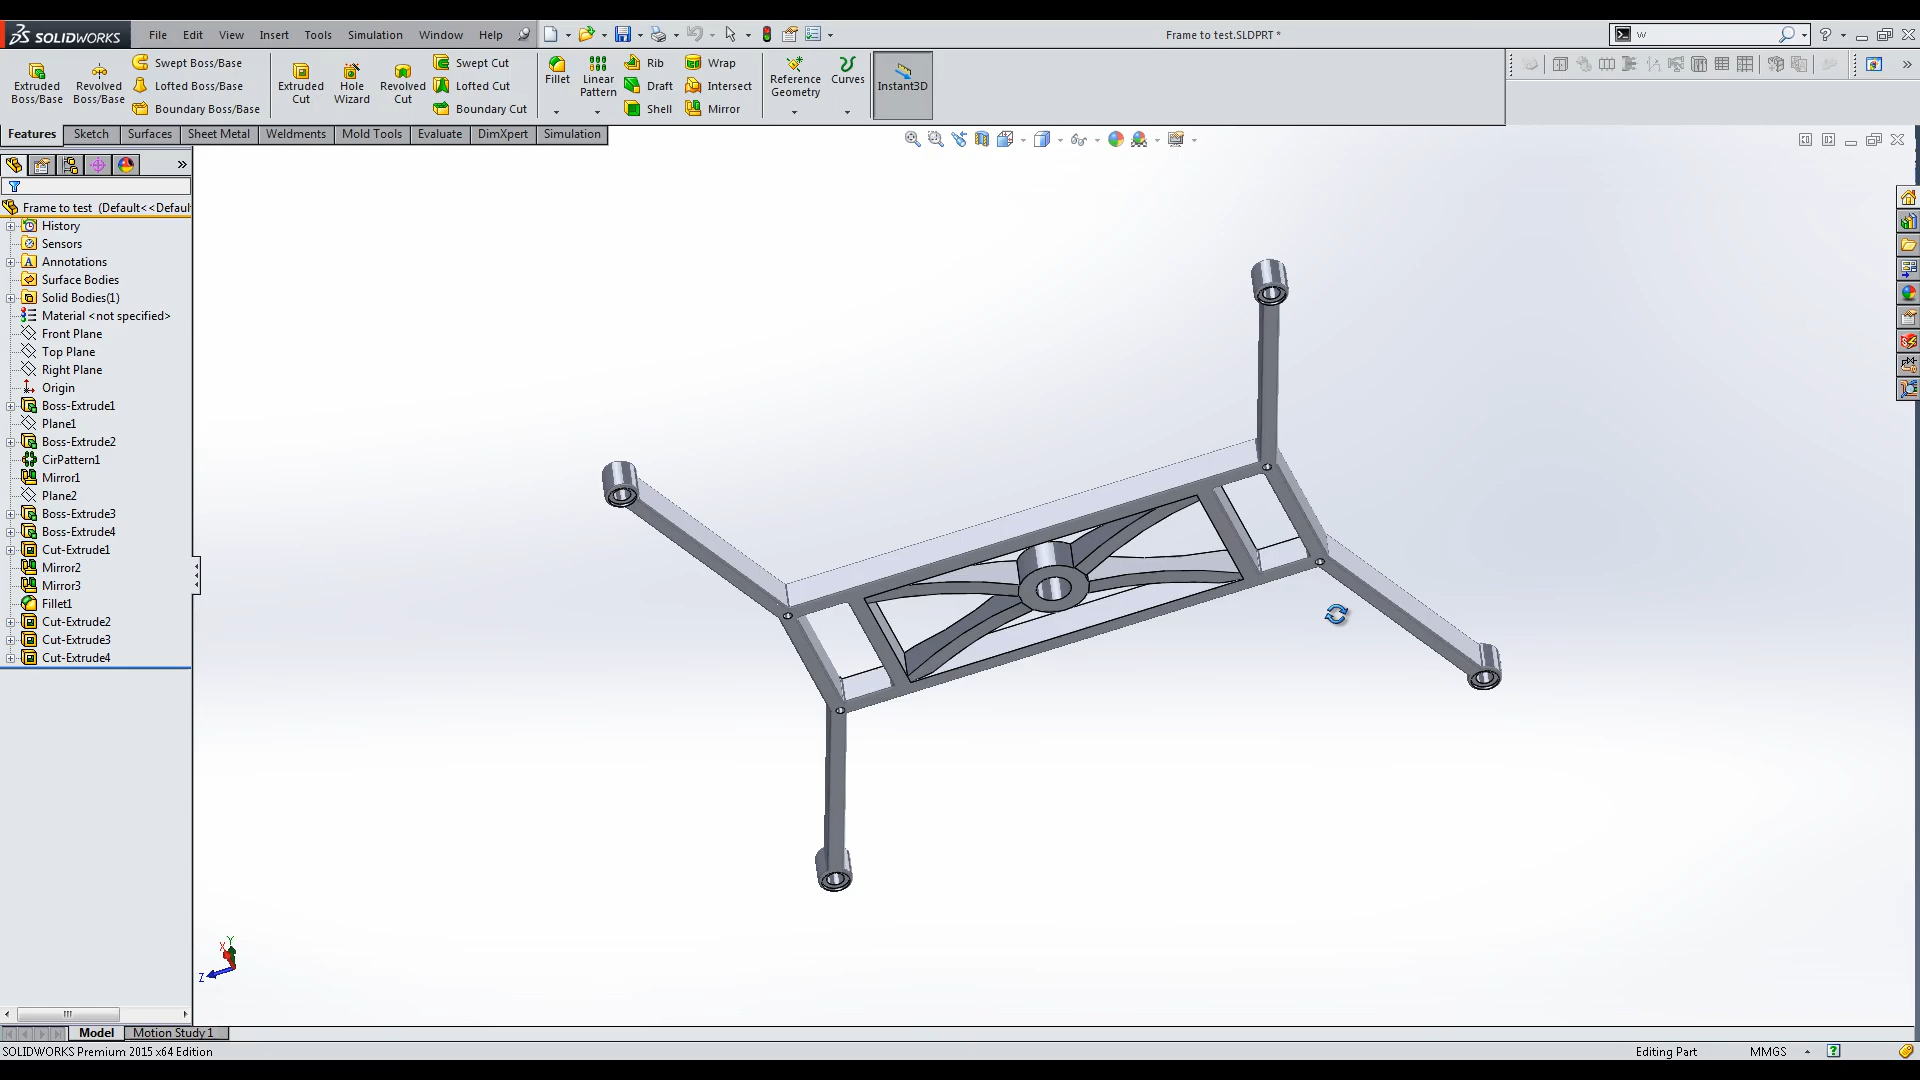 SOLIDWORKS File Edit View Insert Tools Simulation Window Help Frame to test.SLDPRT * w ?
Extruded Boss/Base Revolved Boss/Base Swept Boss/Base Lofted Boss/Base Boundary Boss/Base Extruded Cut Hole Wizard Revolved Cut Swept Cut Lofted Cut Boundary Cut Fillet Linear Pattern Rib Draft Shell Wrap Intersect Mirror Reference Geometry Curves Instant3D
Features Sketch Surfaces Sheet Metal Weldments Mold Tools Evaluate DimXpert Simulation
Frame to test (Default<<Defaul
History
Sensors
A Annotations
Surface Bodies
Solid Bodies(1)
Material <not specified>
Front Plane
Top Plane
Right Plane
Origin
Boss-Extrude1
Plane1
Boss-Extrude2
CirPattern1
Mirror1
Plane2
Boss-Extrude3
Boss-Extrude4
Cut-Extrude1
Mirror2
Mirror3
Fillet1
Cut-Extrude2
Cut-Extrude3
Cut-Extrude4
Y
X
Z
Model Motion Study 1
SOLIDWORKS Premium 2015 x64 Edition Editing Part MMGS ?